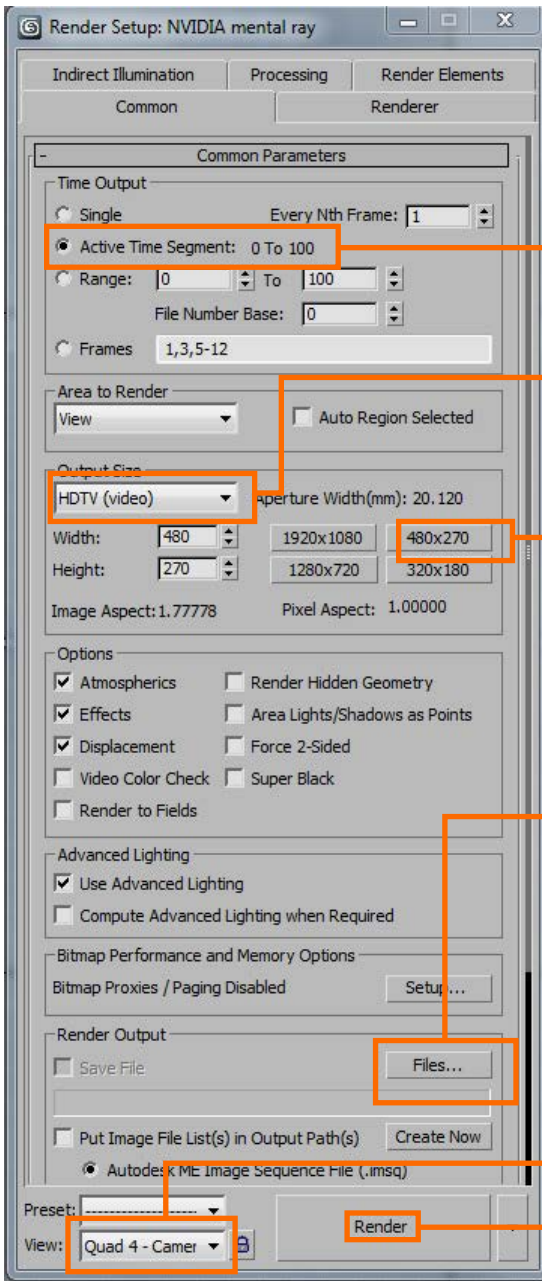 Render Setup: NVIDIA mental ray
Indirect Illumination Processing Render Elements
Common Renderer
- Common Parameters
Time Output
Single Every Nth Frame: 1
Active Time Segment: 0 To 100
Range: 0 To 100
File Number Base: 0
Frames 1,3,5-12
Area to Render
View Auto Region Selected
Output Size
HDTV (video) Aperture Width(mm): 20.120
Width: 480 1920x1080 480x270
Height: 270 1280x720 320x180
Image Aspect: 1.77778 Pixel Aspect: 1.00000
Options
Atmospherics Render Hidden Geometry
Effects Area Lights/Shadows as Points
Displacement Force 2-Sided
Video Color Check Super Black
Render to Fields
Advanced Lighting
Use Advanced Lighting
Compute Advanced Lighting when Required
Bitmap Performance and Memory Options
Bitmap Proxies / Paging Disabled Setup...
Render Output
Save File Files...
Put Image File List(s) in Output Path(s) Create Now
Autodesk ME Image Sequence File (.imsq)
Preset: --------------------
Render
View: Quad 4 - Camer